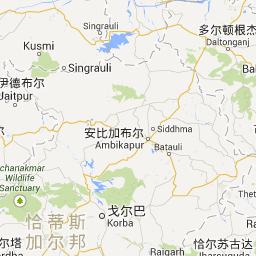 Singrauli
多尔顿根杰
Daltonganj
Kusmi
Singrauli
伊德布尔
Jaitpur
安比加布尔
Ambikapur
Siddhma
Batauli
chanakmar
Wildlife
Sanctuary
恰蒂斯
加尔邦
戈尔巴
Korba
尔塔
恰尔苏古达
Jharsuguda